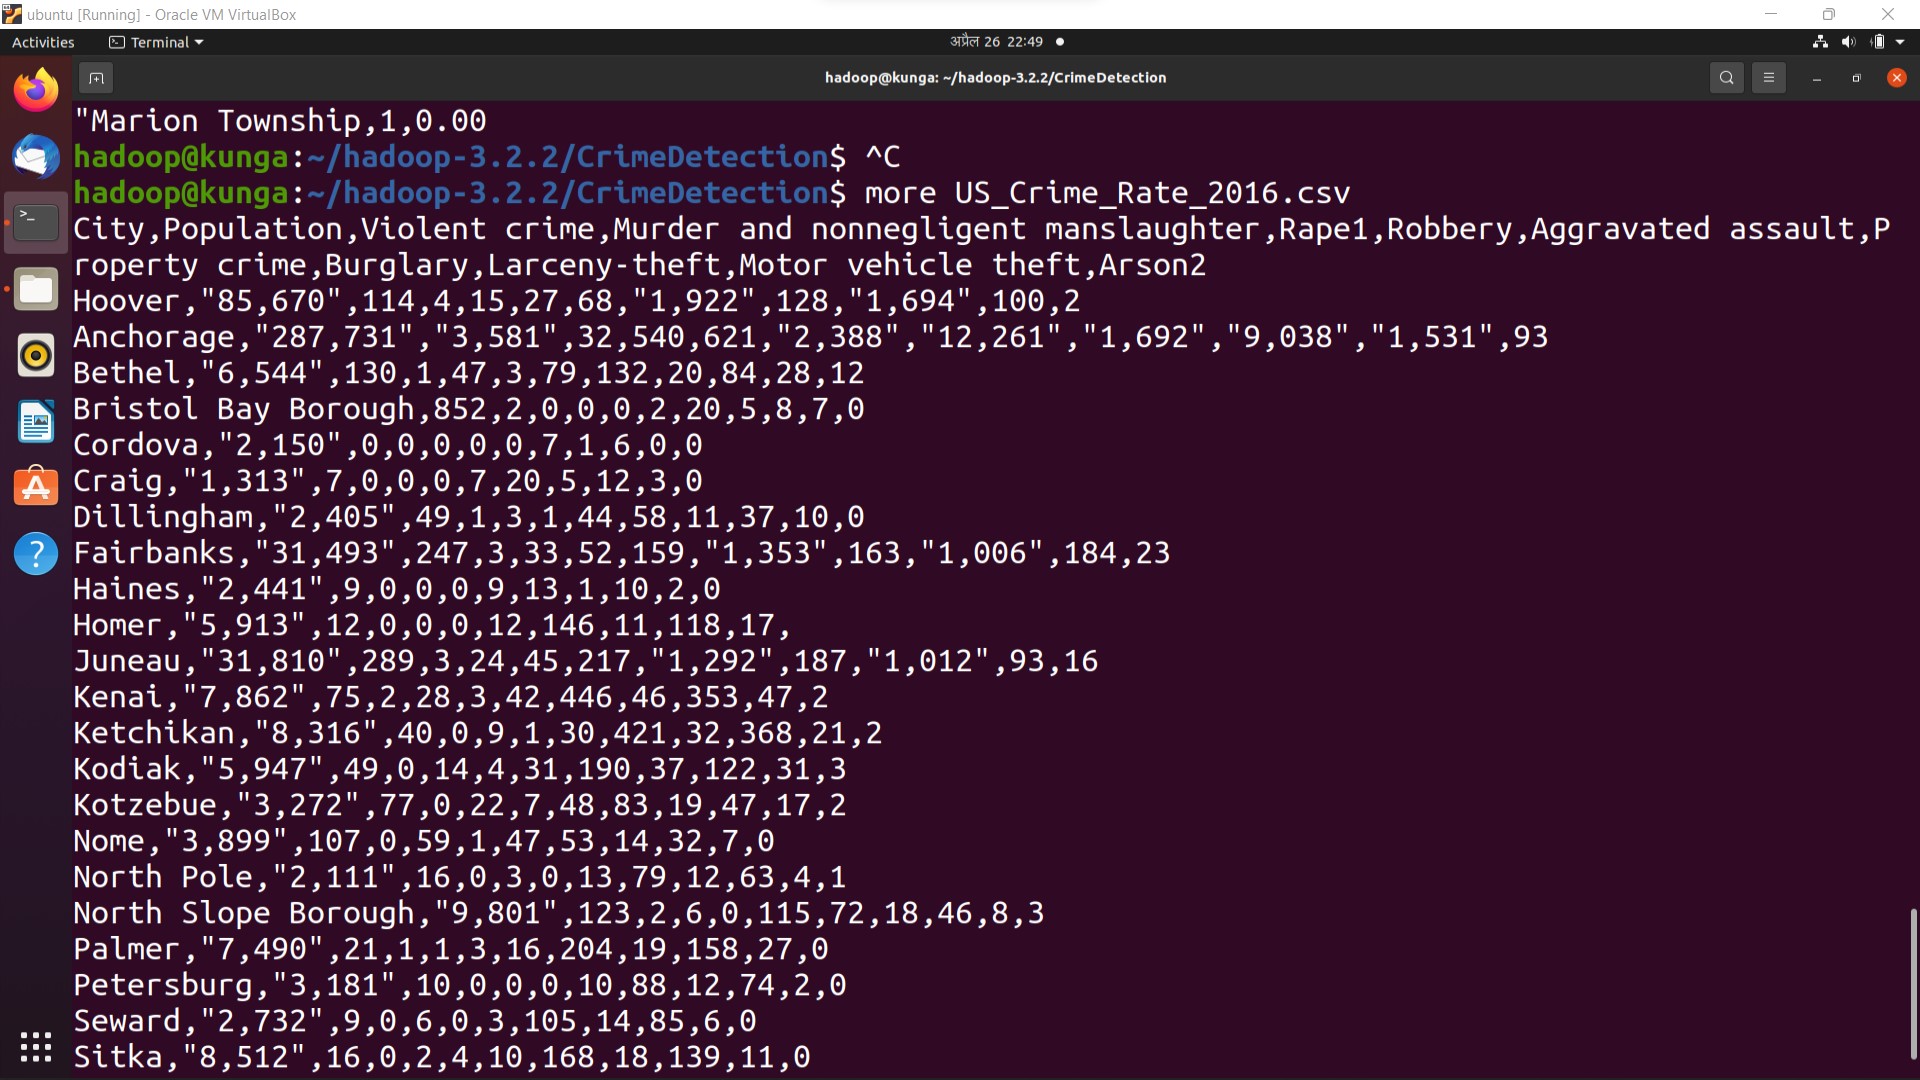 ubuntu [Running] - Oracle VM VirtualBox
Activities Terminal अप्रैल 26 22:49
hadoop@kunga: ~/hadoop-3.2.2/CrimeDetection
"Marion Township,1,0.00
hadoop@kunga:~/hadoop-3.2.2/CrimeDetection$ ^C
hadoop@kunga:~/hadoop-3.2.2/CrimeDetection$ more US_Crime_Rate_2016.csv
City,Population,Violent crime,Murder and nonnegligent manslaughter,Rape1,Robbery,Aggravated assault,P
roperty crime,Burglary,Larceny-theft,Motor vehicle theft,Arson2
Hoover,"85,670",114,4,15,27,68,"1,922",128,"1,694",100,2
Anchorage,"287,731","3,581",32,540,621,"2,388","12,261","1,692","9,038","1,531",93
Bethel,"6,544",130,1,47,3,79,132,20,84,28,12
Bristol Bay Borough,852,2,0,0,0,2,20,5,8,7,0
Cordova,"2,150",0,0,0,0,0,7,1,6,0,0
Craig,"1,313",7,0,0,0,7,20,5,12,3,0
Dillingham,"2,405",49,1,3,1,44,58,11,37,10,0
Fairbanks,"31,493",247,3,33,52,159,"1,353",163,"1,006",184,23
Haines,"2,441",9,0,0,0,9,13,1,10,2,0
Homer,"5,913",12,0,0,0,12,146,11,118,17,
Juneau,"31,810",289,3,24,45,217,"1,292",187,"1,012",93,16
Kenai,"7,862",75,2,28,3,42,446,46,353,47,2
Ketchikan,"8,316",40,0,9,1,30,421,32,368,21,2
Kodiak,"5,947",49,0,14,4,31,190,37,122,31,3
Kotzebue,"3,272",77,0,22,7,48,83,19,47,17,2
Nome,"3,899",107,0,59,1,47,53,14,32,7,0
North Pole,"2,111",16,0,3,0,13,79,12,63,4,1
North Slope Borough,"9,801",123,2,6,0,115,72,18,46,8,3
Palmer,"7,490",21,1,1,3,16,204,19,158,27,0
Petersburg,"3,181",10,0,0,0,10,88,12,74,2,0
Seward,"2,732",9,0,6,0,3,105,14,85,6,0
Sitka,"8,512",16,0,2,4,10,168,18,139,11,0